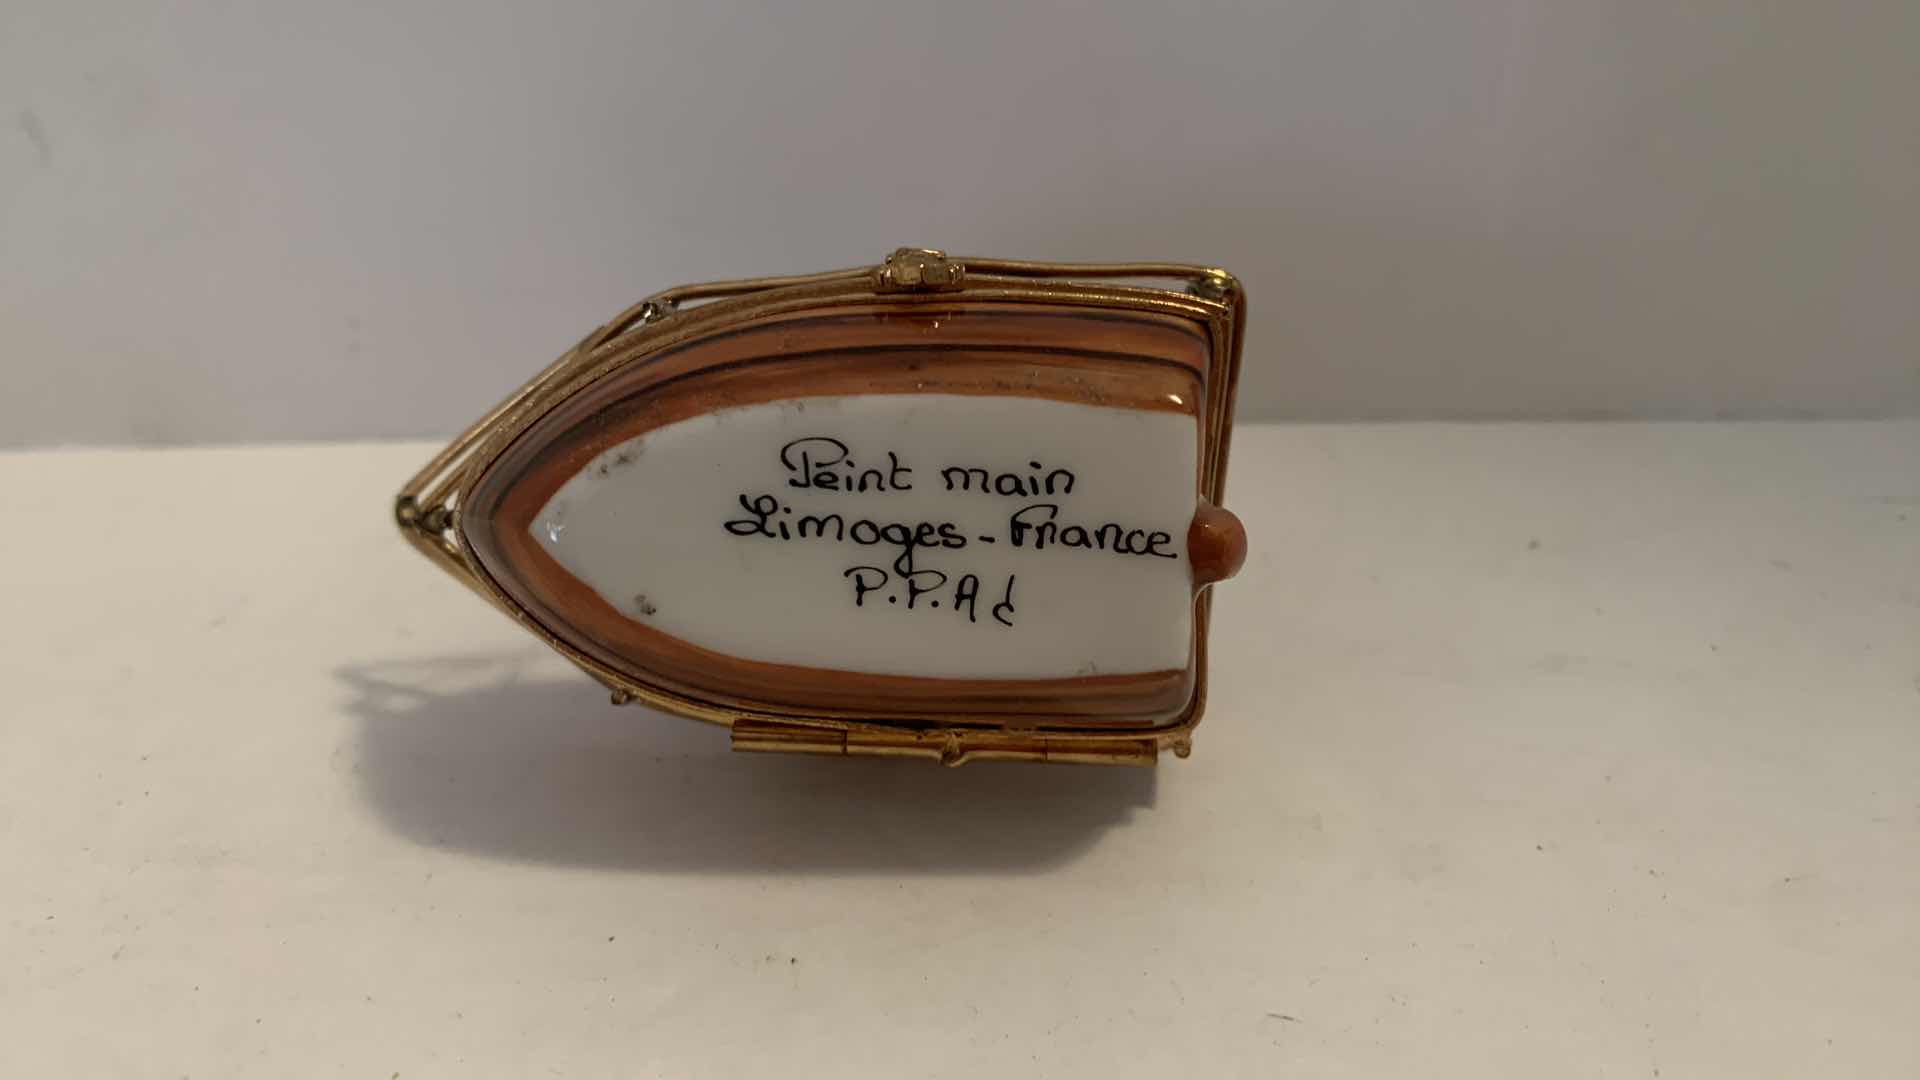 Peint main
Limoges - France
P.P.A d